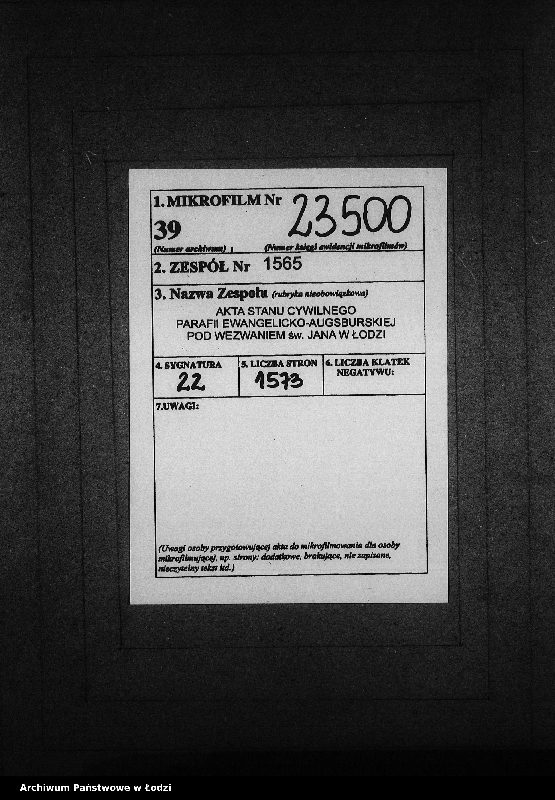 1. MIKROFILM Nr 23500
39
(Numer archiwum) (Numer księgi ewidencji mikrofilmów)
2. ZESPÓŁ Nr 1565
3. Nazwa Zespołu (rubryka nieobowiązkowa)
AKTA STANU CYWILNEGO
PARAFII EWANGELICKO-AUGSBURSKIEJ
POD WEZWANIEM św. JANA W ŁODZI
4. SYGNATURA 5. LICZBA STRON 6. LICZBA KLATEK
NEGATYWU:
22 1573
7.UWAGI:
(Uwagi osoby przygotowującej akta do mikrofilmowania dla osoby
mikrofilmującej, np. strony: dodatkowe, brakujące, nie zapisane,
nieczytelny tekst itd.)
Archiwum Państwowe w Łodzi